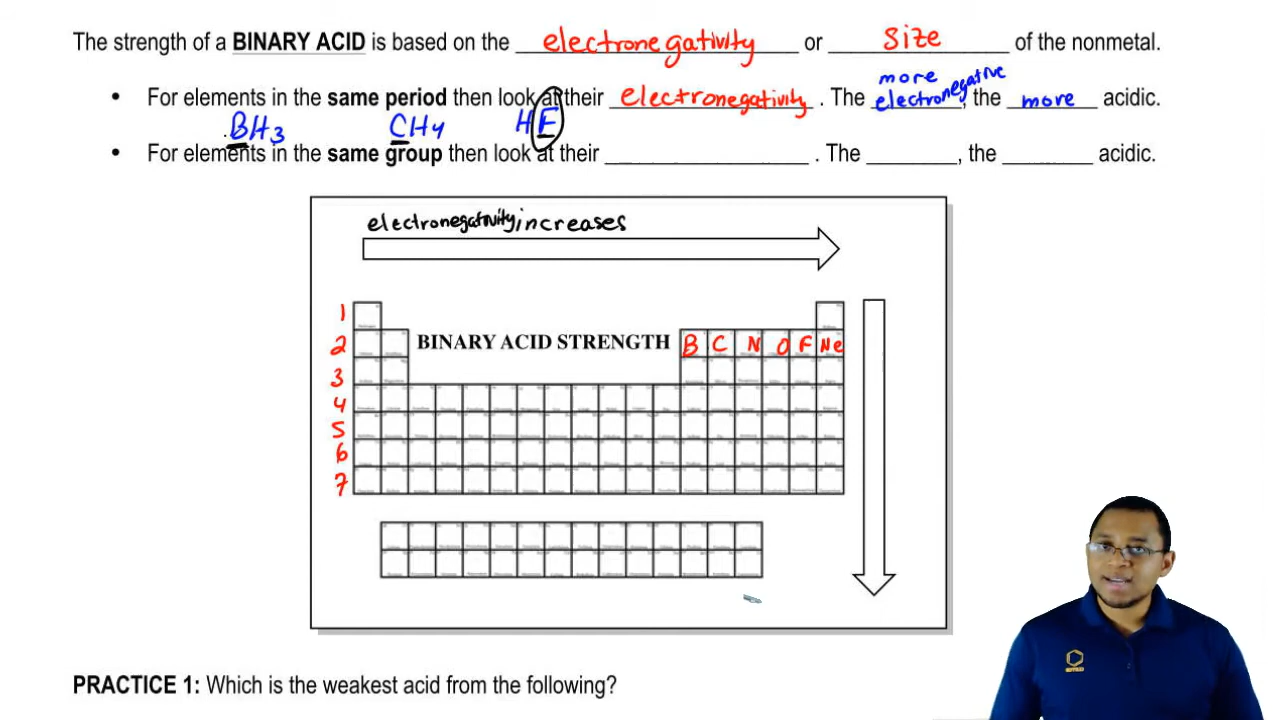 The strength of a BINARY ACID is based on the electronegativity or size of the nonmetal.
• For elements in the same period then look at their electronegativity. The more electronegative, the more acidic.
BH3 CH4 HF
• For elements in the same group then look at their ____________. The ______, the ______ acidic.
electronegativity increases
1
2 BINARY ACID STRENGTH B C N O F Ne
3
4
5
6
7
PRACTICE 1: Which is the weakest acid from the following?